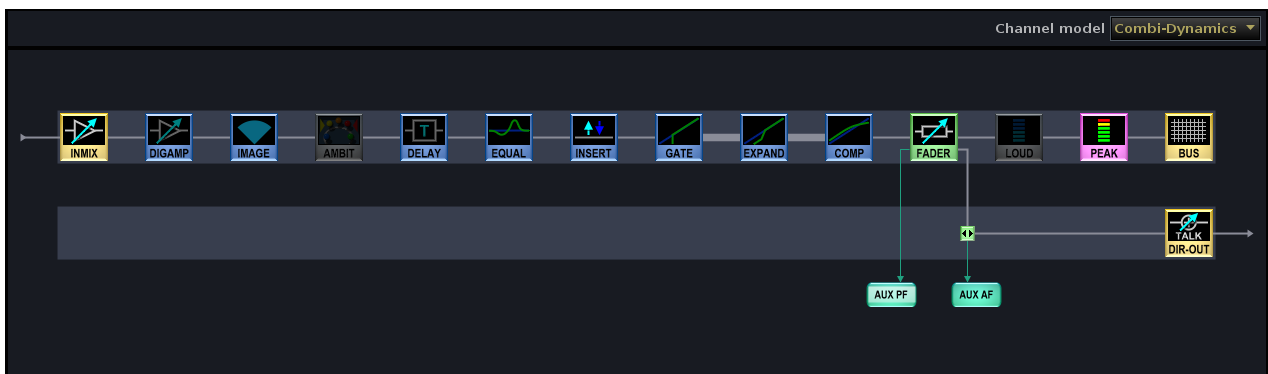 Channel model Combi-Dynamics
INMIX DIGAMP IMAGE AMBIT T DELAY EQUAL INSERT GATE EXPAND COMP FADER LOUD PEAK BUS
TALK
DIR-OUT
AUX PF AUX AF